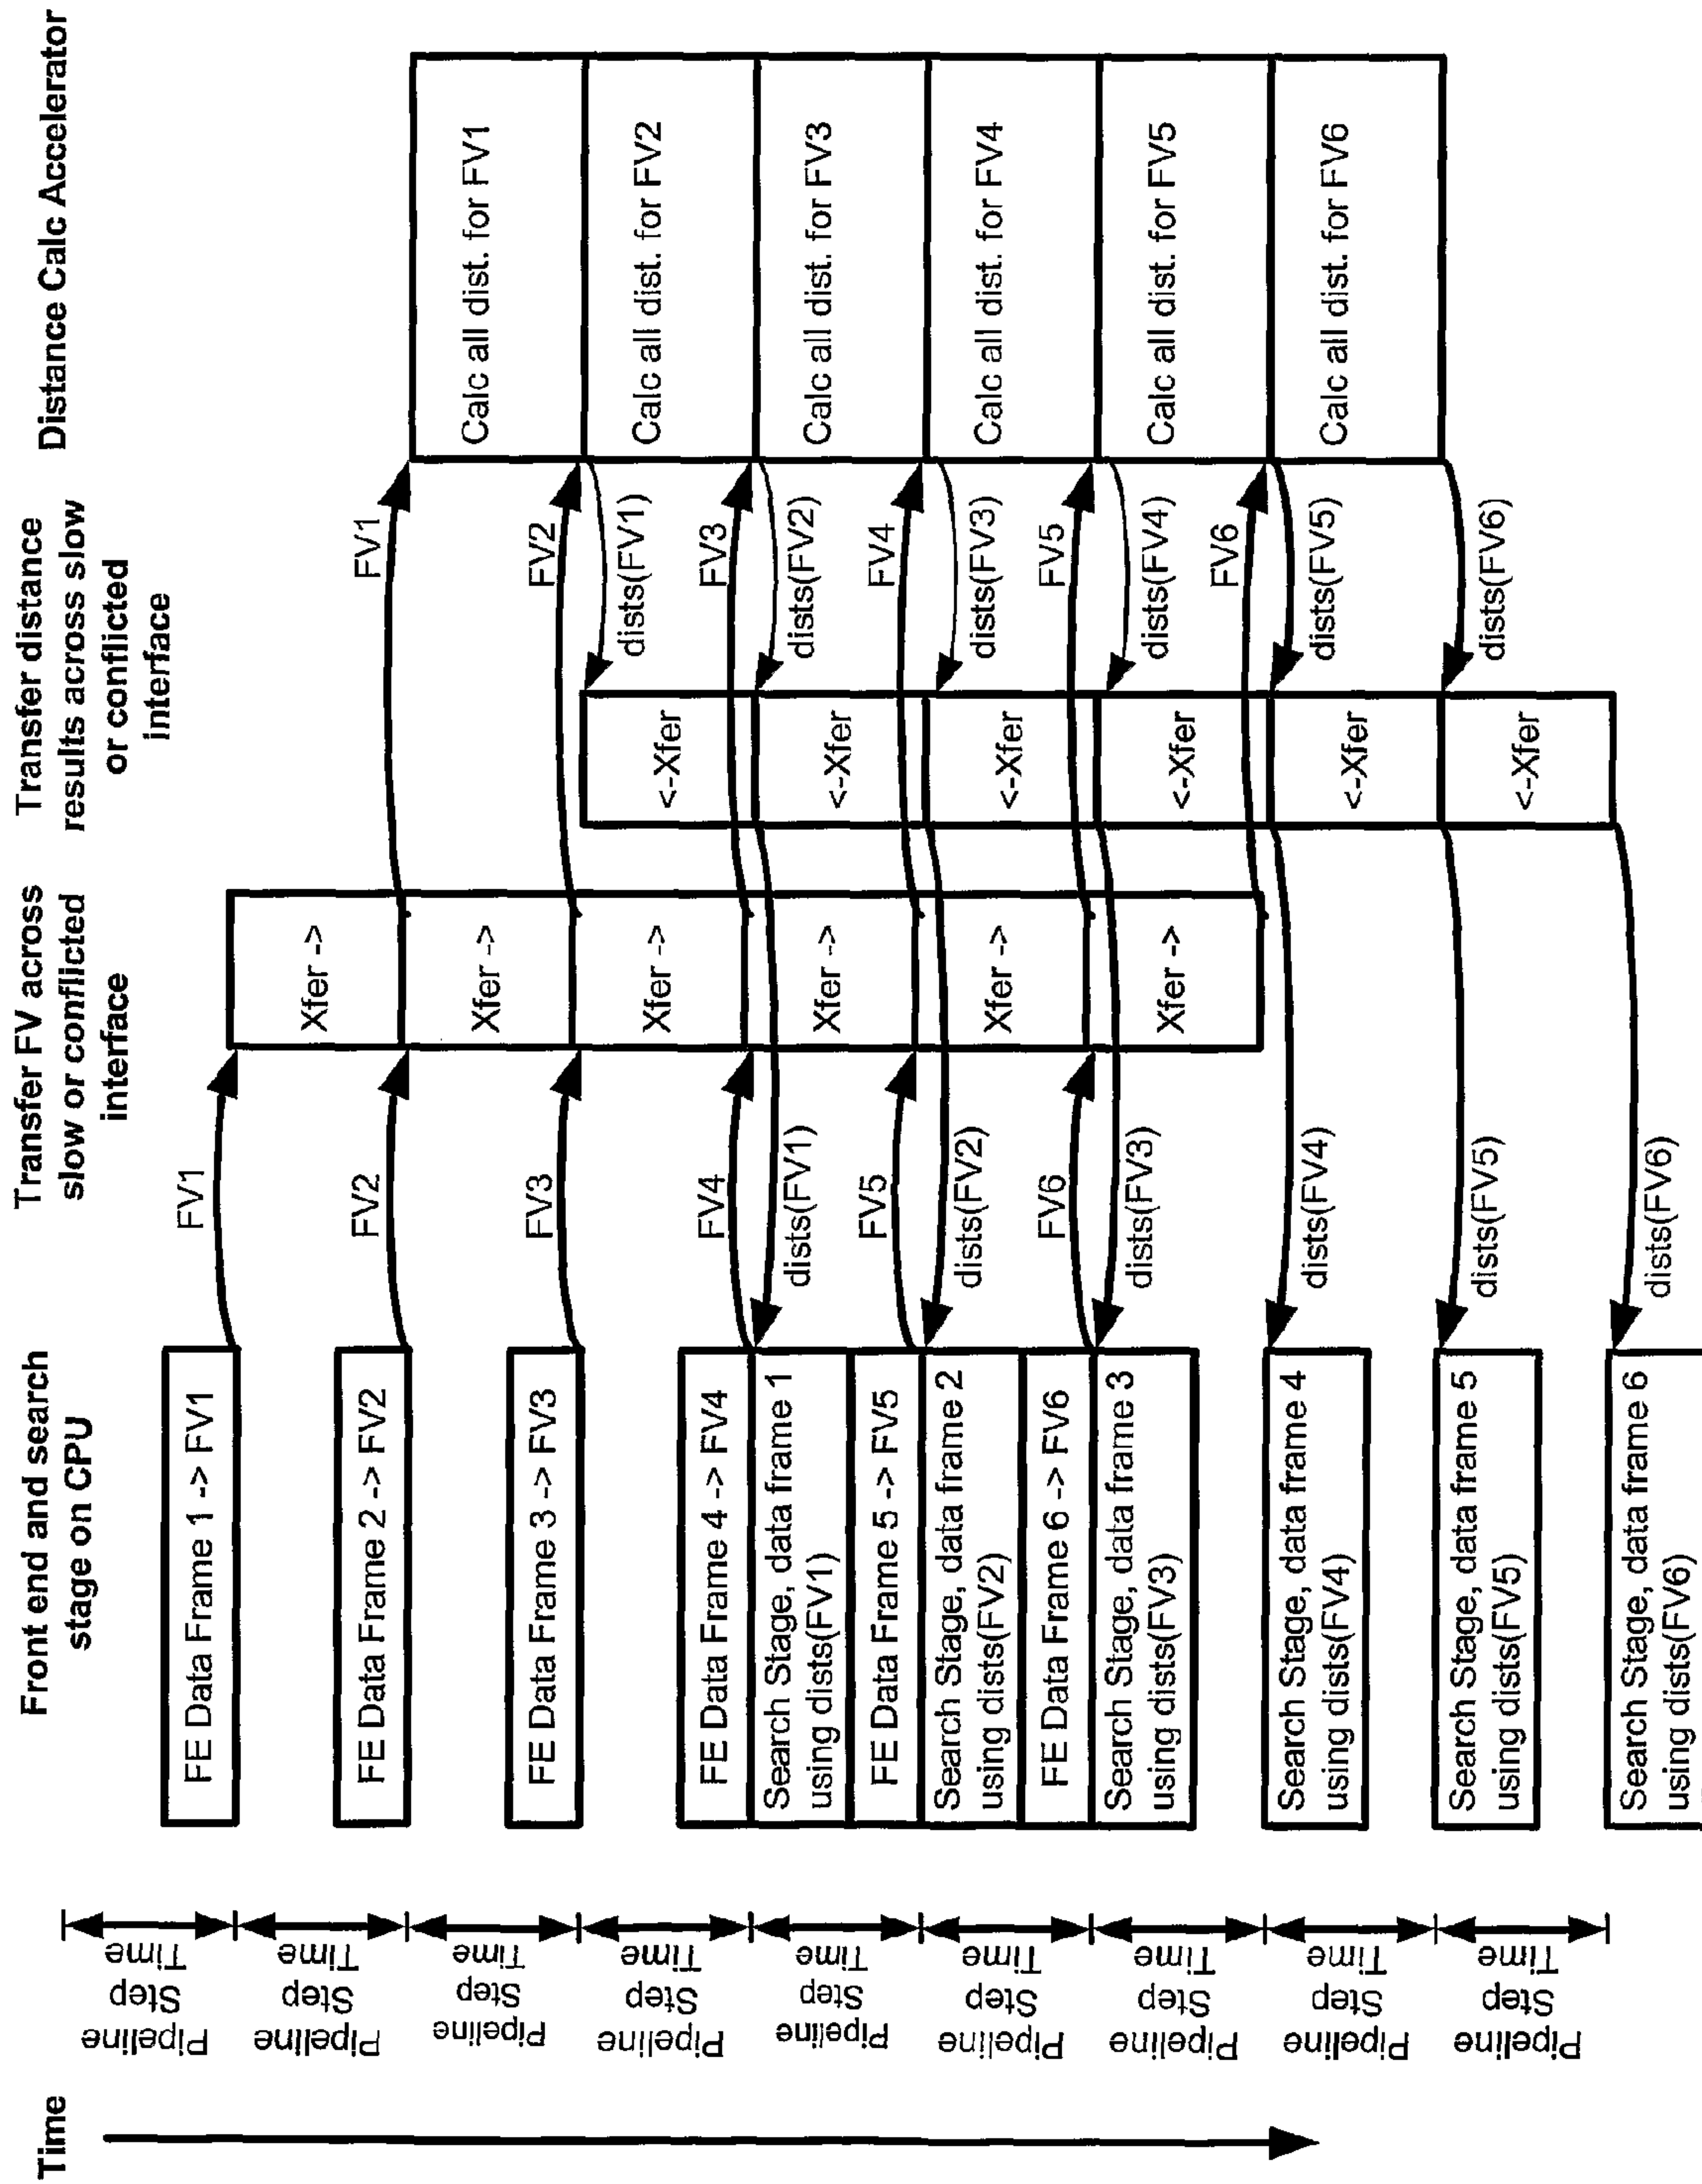 Time
Pipeline
Step
Time
Pipeline
Step
Time
Pipeline
Step
Time
Pipeline
Step
Time
Pipeline
Step
Time
Pipeline
Step
Time
Pipeline
Step
Time
Pipeline
Step
Time
Pipeline
Step
Time
Front end and search
stage on CPU
FE Data Frame 1 -> FV1
FE Data Frame 2 -> FV2
FE Data Frame 3 -> FV3
FE Data Frame 4 -> FV4
Search Stage, data frame 1
using dists(FV1)
FE Data Frame 5 -> FV5
Search Stage, data frame 2
using dists(FV2)
FE Data Frame 6 -> FV6
Search Stage, data frame 3
using dists(FV3)
Search Stage, data frame 4
using dists(FV4)
Search Stage, data frame 5
using dists(FV5)
Search Stage, data frame 6
using dists(FV6)
FV1
FV2
FV3
FV4
dists(FV1)
FV5
dists(FV2)
FV6
dists(FV3)
dists(FV4)
dists(FV5)
dists(FV6)
Transfer FV across
slow or conflicted
interface
Xfer ->
Xfer ->
Xfer ->
Xfer ->
Xfer ->
Xfer ->
Transfer distance
results across slow
or conflicted
interface
<-Xfer
<-Xfer
<-Xfer
<-Xfer
<-Xfer
<-Xfer
FV1
FV2
dists(FV1)
FV3
dists(FV2)
FV4
dists(FV3)
FV5
dists(FV4)
FV6
dists(FV5)
dists(FV6)
Distance Calc Accelerator
Calc all dist. for FV1
Calc all dist. for FV2
Calc all dist. for FV3
Calc all dist. for FV4
Calc all dist. for FV5
Calc all dist. for FV6